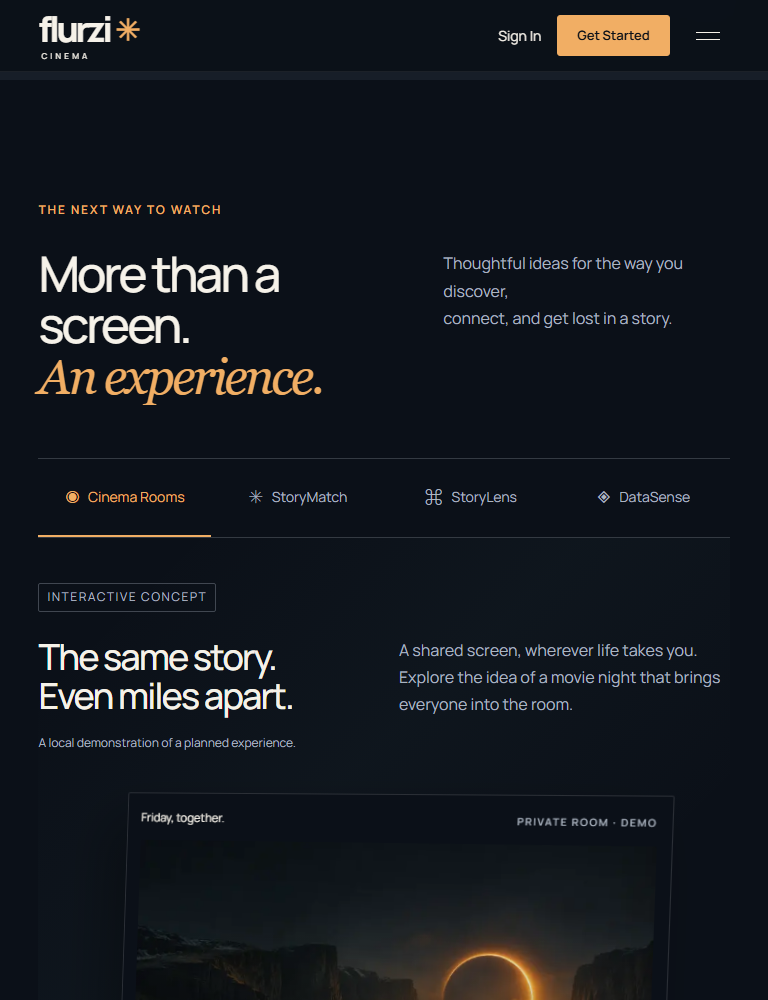 flurzi
CINEMA
Sign In
Get Started
THE NEXT WAY TO WATCH
More than a
screen.
An experience.
Thoughtful ideas for the way you
discover,
connect, and get lost in a story.
Cinema Rooms
StoryMatch
StoryLens
DataSense
INTERACTIVE CONCEPT
The same story.
Even miles apart.
A local demonstration of a planned experience.
A shared screen, wherever life takes you.
Explore the idea of a movie night that brings
everyone into the room.
Friday, together.
PRIVATE ROOM · DEMO